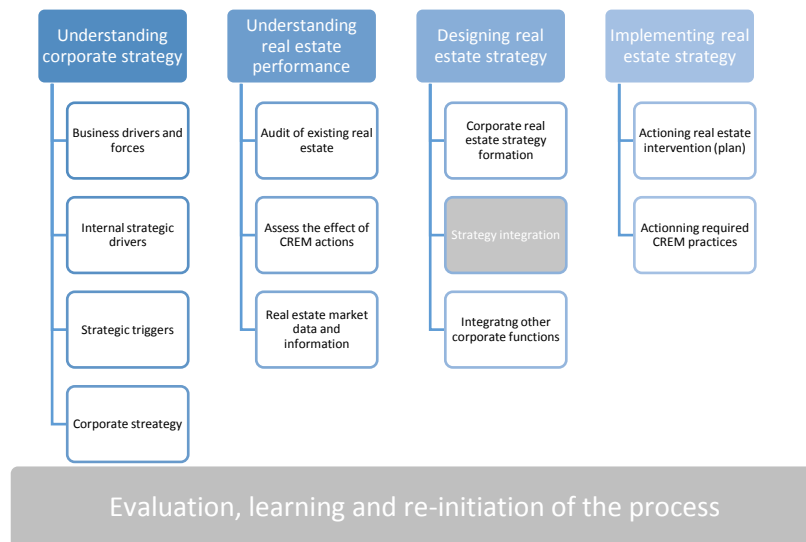 Understanding
corporate strategy
Business drivers and
forces
Internal strategic
drivers
Strategic triggers
Corporate streategy
Understanding
real estate
performance
Audit of existing real
estate
Assess the effect of
CREM actions
Real estate market
data and
information
Designing real
estate strategy
Corporate real
estate strategy
formation
Strategy integration
Integratng other
corporate functions
Implementing real
estate strategy
Actioning real estate
intervention (plan)
Actionning required
CREM practices
Evaluation, learning and re-initiation of the process